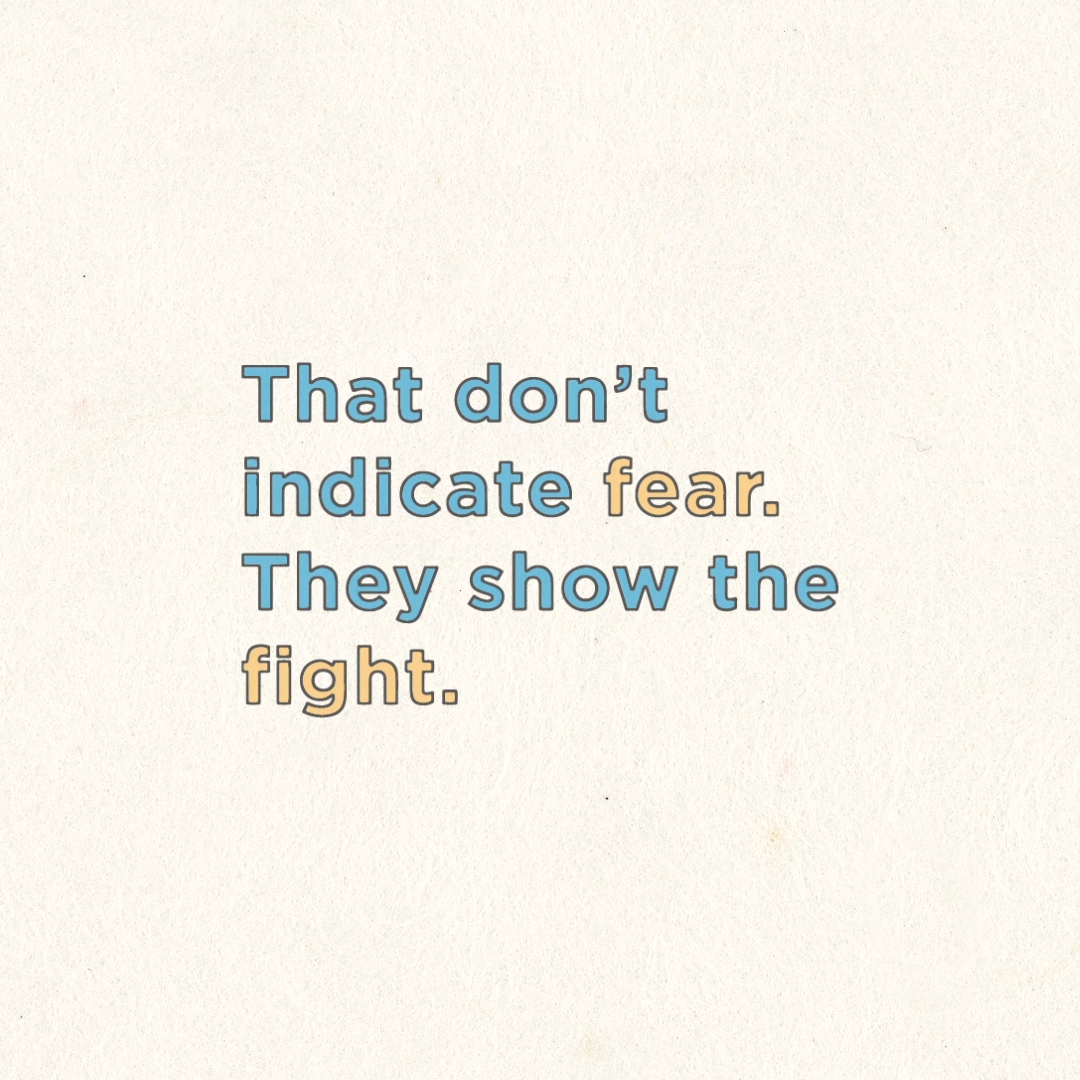 That don’t
indicate fear.
They show the
fight.